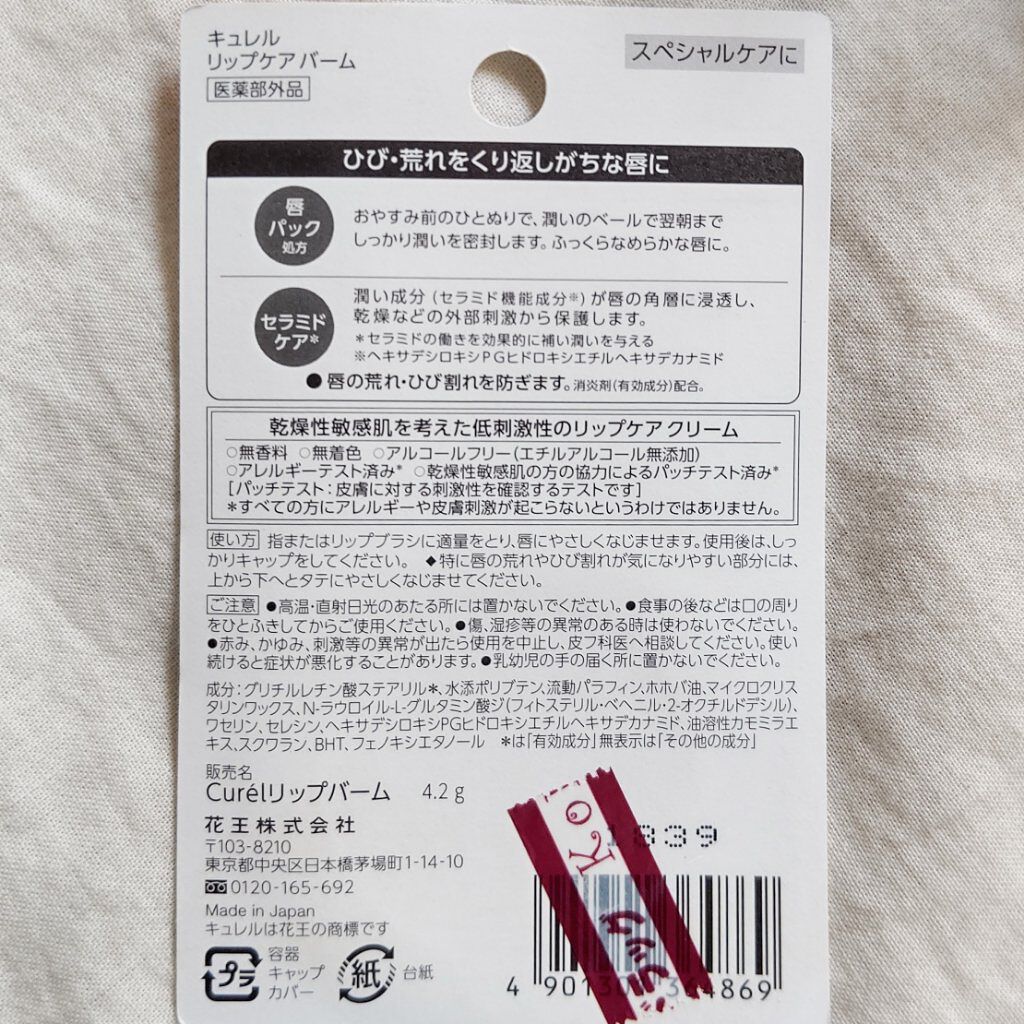 キュレル
リップケア バーム
医薬部外品
スペシャルケアに
ひび・荒れをくり返しがちな唇に
唇
パック
処方
おやすみ前のひとぬりで、潤いのベールで翌朝まで
しっかり潤いを密封します。ふっくらなめらかな唇に。
セラミド
ケア*
潤い成分(セラミド機能成分※)が唇の角層に浸透し、
乾燥などの外部刺激から保護します。
*セラミドの働きを効果的に補い潤いを与える
※ヘキサデシロキシPGヒドロキシエチルヘキサデカナミド
●唇の荒れ・ひび割れを防ぎます。消炎剤(有効成分)配合。
乾燥性敏感肌を考えた低刺激性のリップケア クリーム
○無香料 ○無着色 ○アルコールフリー(エチルアルコール無添加)
○アレルギーテスト済み* ○乾燥性敏感肌の方の協力によるパッチテスト済み*
[パッチテスト:皮膚に対する刺激性を確認するテストです]
*すべての方にアレルギーや皮膚刺激が起こらないというわけではありません。
使い方 指またはリップブラシに適量をとり、唇にやさしくなじませます。使用後は、しっ
かりキャップをしてください。 ◆特に唇の荒れやひび割れが気になりやすい部分には、
上から下へとタテにやさしくなじませてください。
ご注意 ●高温・直射日光のあたる所には置かないでください。●食事の後などは口の周り
をひとふきしてからご使用ください。●傷、湿疹等の異常のある時は使わないでください。
●赤み、かゆみ、刺激等の異常が出たら使用を中止し、皮フ科医へ相談してください。使い
続けると症状が悪化することがあります。●乳幼児の手の届く所に置かないでください。
成分:グリチルレチン酸ステアリル*、水添ポリブテン、流動パラフィン、ホホバ油、マイクロクリス
タリンワックス、N-ラウロイル-L-グルタミン酸ジ(フィトステリル・ベヘニル・2-オクチルドデシル)、
ワセリン、セレシン、ヘキサデシロキシPGヒドロキシエチルヘキサデカナミド、油溶性カモミラエ
キス、スクワラン、BHT、フェノキシエタノール *は「有効成分」無表示は「その他の成分」
販売名
Curélリップバーム 4.2 g
花王株式会社
〒103-8210
東京都中央区日本橋茅場町1-14-10
0120-165-692
Made in Japan
キュレルは花王の商標です
プラ
容器
キャップ
カバー
紙
台紙
1839